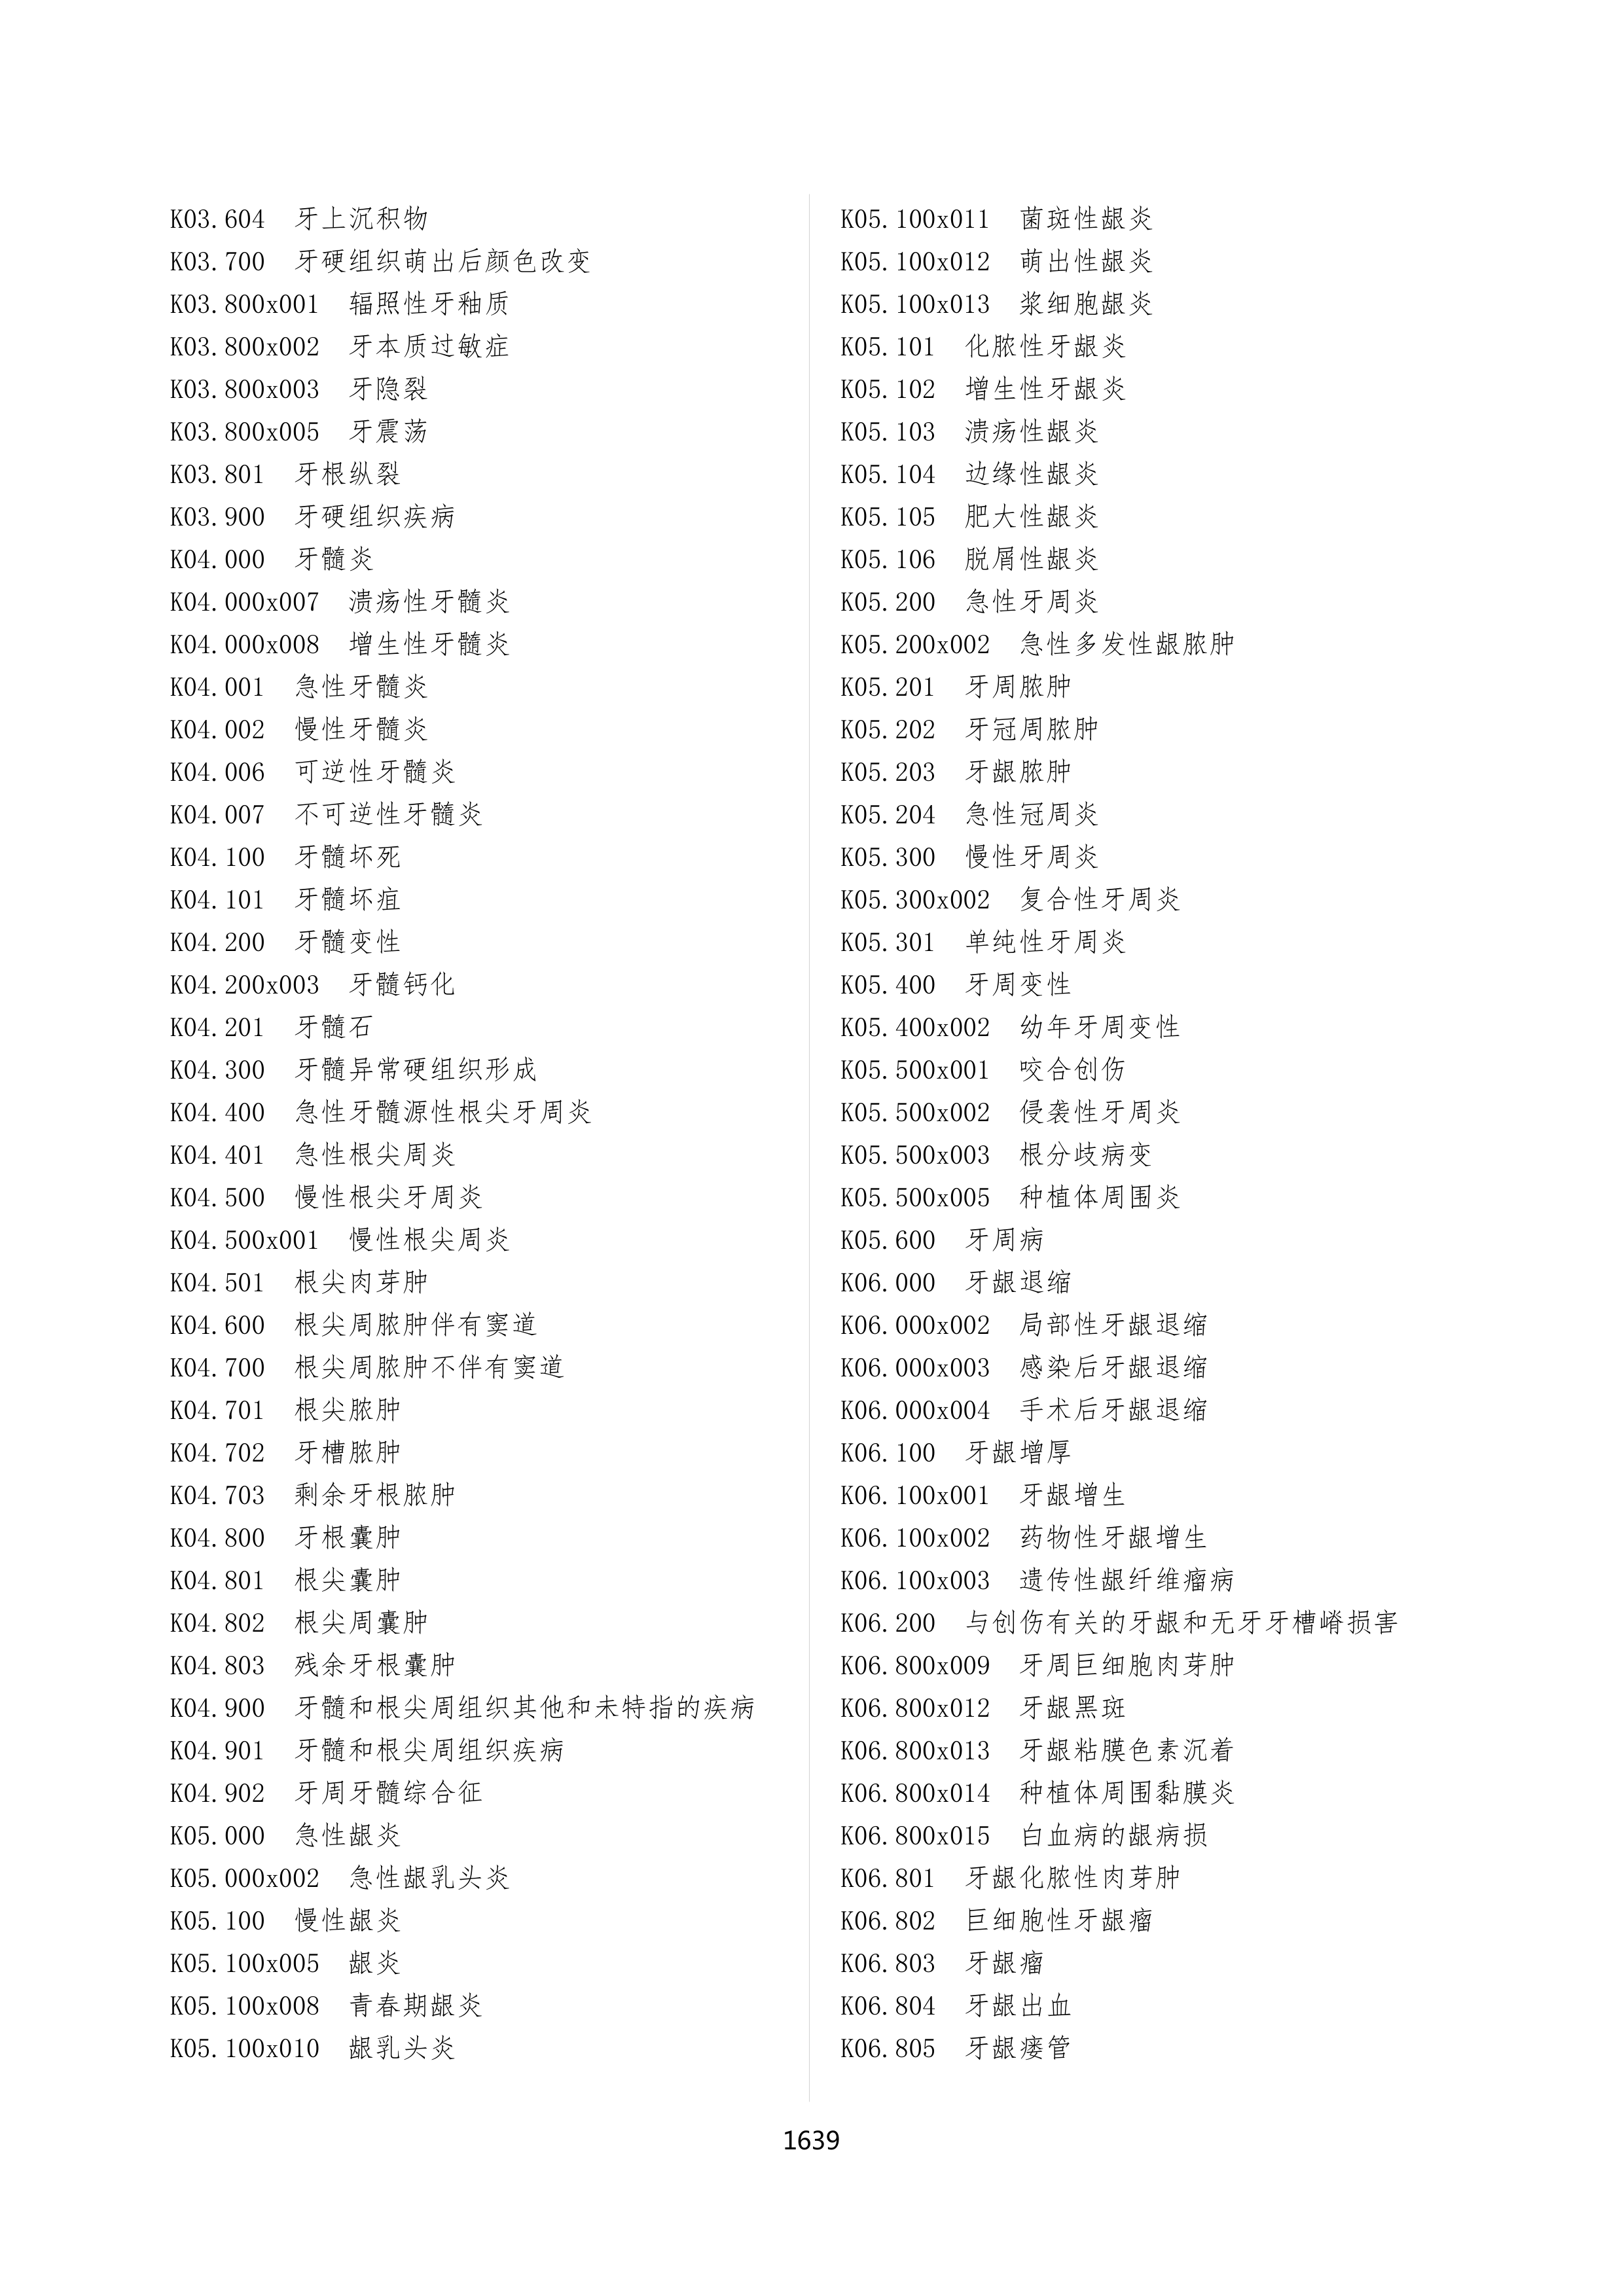 K03.604 牙上沉积物
K03.700 牙硬组织萌出后颜色改变
K03.800x001 辐照性牙釉质
K03.800x002 牙本质过敏症
K03.800x003 牙隐裂
K03.800x005 牙震荡
K03.801 牙根纵裂
K03.900 牙硬组织疾病
K04.000 牙髓炎
K04.000x007 溃疡性牙髓炎
K04.000x008 增生性牙髓炎
K04.001 急性牙髓炎
K04.002 慢性牙髓炎
K04.006 可逆性牙髓炎
K04.007 不可逆性牙髓炎
K04.100 牙髓坏死
K04.101 牙髓坏疽
K04.200 牙髓变性
K04.200x003 牙髓钙化
K04.201 牙髓石
K04.300 牙髓异常硬组织形成
K04.400 急性牙髓源性根尖牙周炎
K04.401 急性根尖周炎
K04.500 慢性根尖牙周炎
K04.500x001 慢性根尖周炎
K04.501 根尖肉芽肿
K04.600 根尖周脓肿伴有窦道
K04.700 根尖周脓肿不伴有窦道
K04.701 根尖脓肿
K04.702 牙槽脓肿
K04.703 剩余牙根脓肿
K04.800 牙根囊肿
K04.801 根尖囊肿
K04.802 根尖周囊肿
K04.803 残余牙根囊肿
K04.900 牙髓和根尖周组织其他和未特指的疾病
K04.901 牙髓和根尖周组织疾病
K04.902 牙周牙髓综合征
K05.000 急性龈炎
K05.000x002 急性龈乳头炎
K05.100 慢性龈炎
K05.100x005 龈炎
K05.100x008 青春期龈炎
K05.100x010 龈乳头炎
K05.100x011 菌斑性龈炎
K05.100x012 萌出性龈炎
K05.100x013 浆细胞龈炎
K05.101 化脓性牙龈炎
K05.102 增生性牙龈炎
K05.103 溃疡性龈炎
K05.104 边缘性龈炎
K05.105 肥大性龈炎
K05.106 脱屑性龈炎
K05.200 急性牙周炎
K05.200x002 急性多发性龈脓肿
K05.201 牙周脓肿
K05.202 牙冠周脓肿
K05.203 牙龈脓肿
K05.204 急性冠周炎
K05.300 慢性牙周炎
K05.300x002 复合性牙周炎
K05.301 单纯性牙周炎
K05.400 牙周变性
K05.400x002 幼年牙周变性
K05.500x001 咬合创伤
K05.500x002 侵袭性牙周炎
K05.500x003 根分歧病变
K05.500x005 种植体周围炎
K05.600 牙周病
K06.000 牙龈退缩
K06.000x002 局部性牙龈退缩
K06.000x003 感染后牙龈退缩
K06.000x004 手术后牙龈退缩
K06.100 牙龈增厚
K06.100x001 牙龈增生
K06.100x002 药物性牙龈增生
K06.100x003 遗传性龈纤维瘤病
K06.200 与创伤有关的牙龈和无牙牙槽嵴损害
K06.800x009 牙周巨细胞肉芽肿
K06.800x012 牙龈黑斑
K06.800x013 牙龈粘膜色素沉着
K06.800x014 种植体周围黏膜炎
K06.800x015 白血病的龈病损
K06.801 牙龈化脓性肉芽肿
K06.802 巨细胞性牙龈瘤
K06.803 牙龈瘤
K06.804 牙龈出血
K06.805 牙龈瘘管
1639